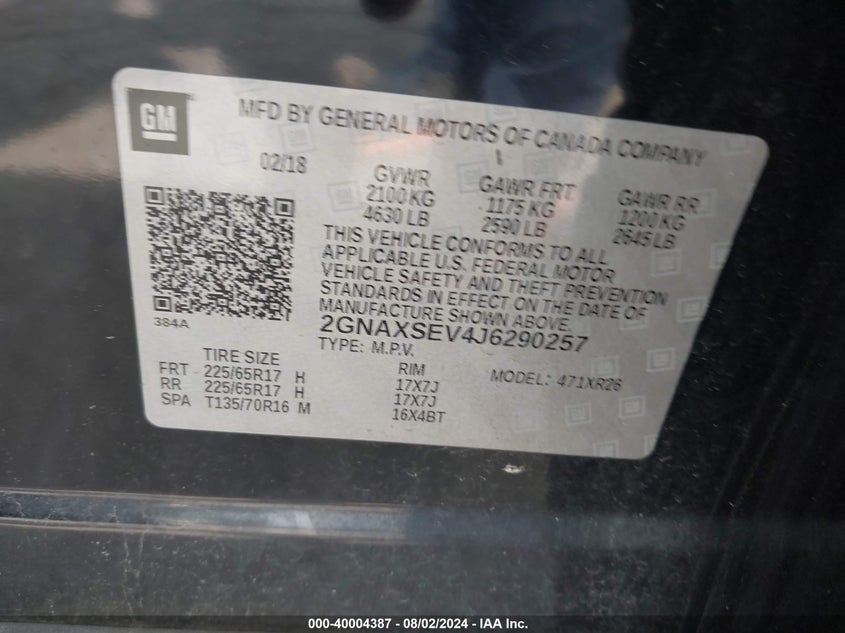 GM
MFD BY GENERAL MOTORS OF CANADA COMPANY
02/18
GVWR
2100 KG
4630 LB
GAWR FRT
1175 KG
2590 LB
GAWR RR
1200 KG
2645 LB
THIS VEHICLE CONFORMS TO ALL
APPLICABLE U.S. FEDERAL MOTOR
VEHICLE SAFETY AND THEFT PREVENTION
STANDARDS IN EFFECT ON THE DATE OF
MANUFACTURE SHOWN ABOVE.
384A
2GNAXSEV4J6290257
TYPE: M.P.V.
MODEL: 471XR26
TIRE SIZE RIM
FRT - 225/65R17 H 17X7J
RR 225/65R17 H 17X7J
SPA T135/70R16 M 16X4BT
000-40004387 - 08/02/2024 - IAA Inc.